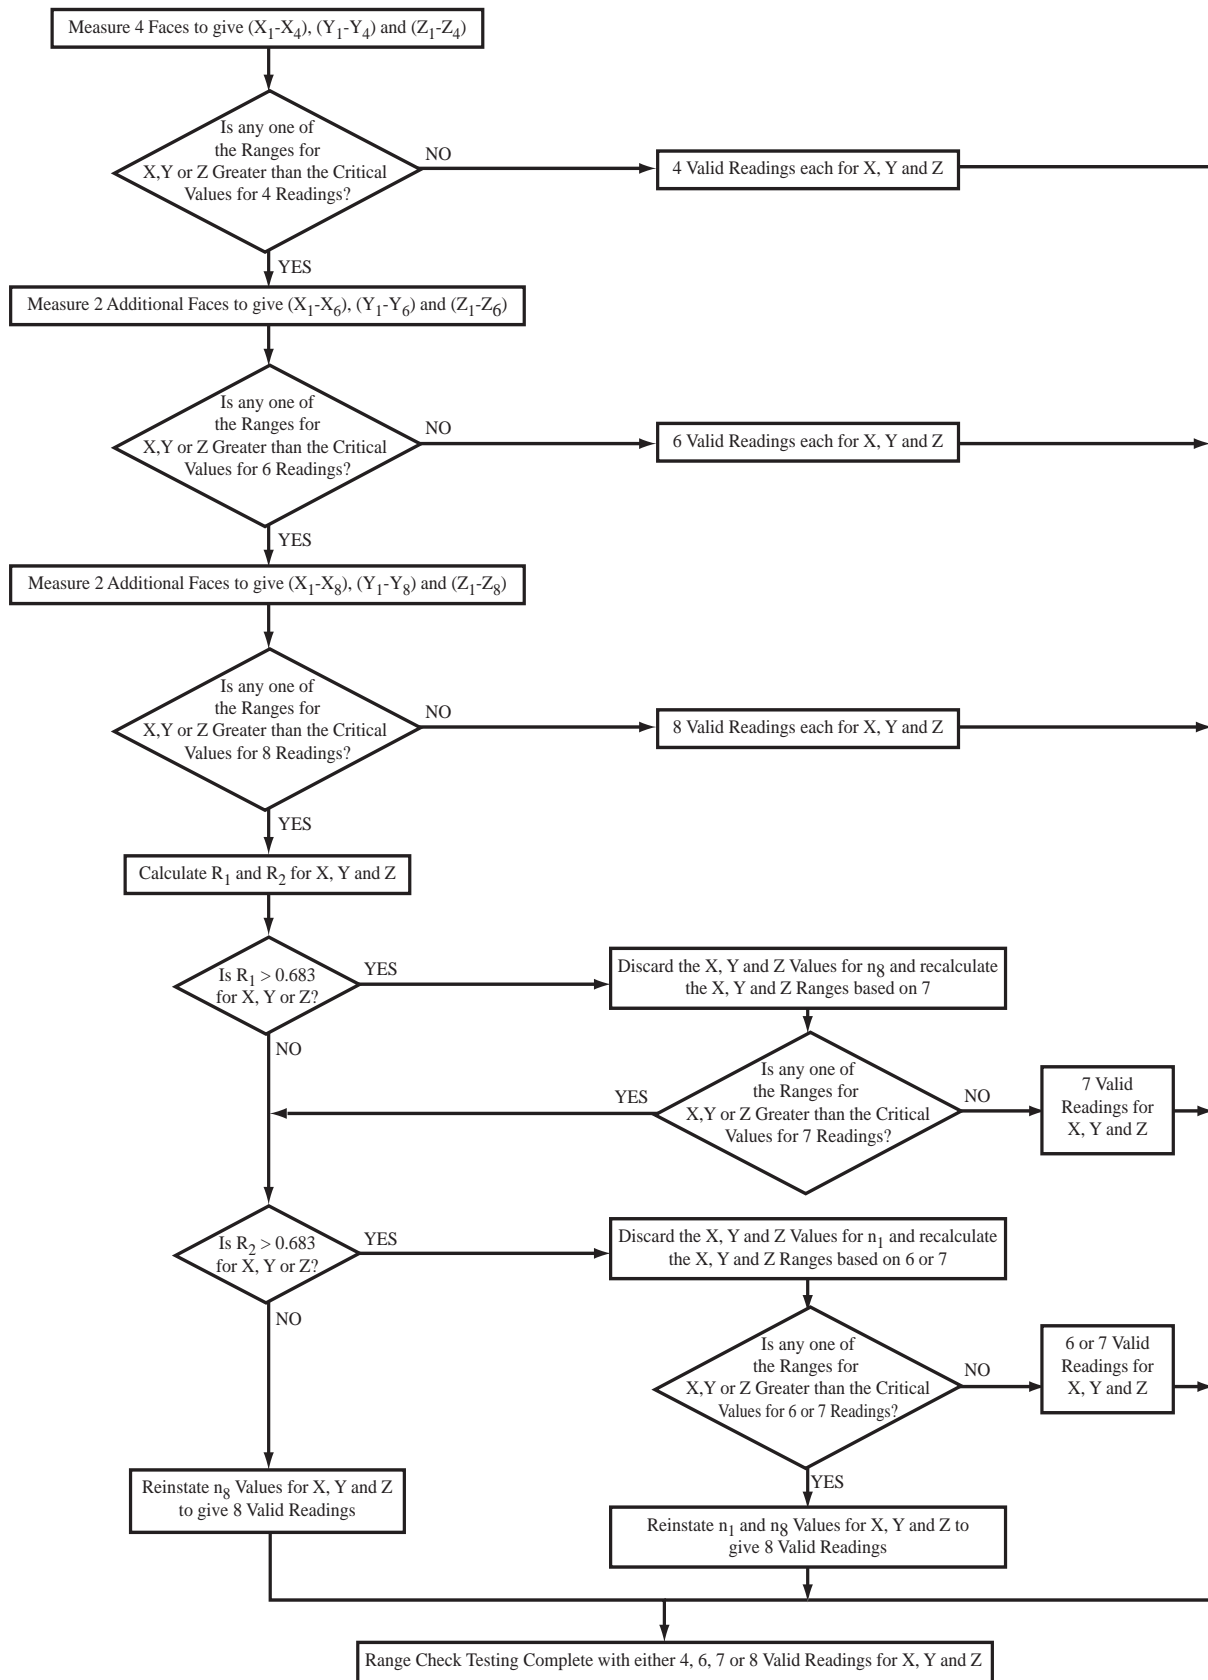 Measure 4 Faces to give (X1-X4), (Y1-Y4) and (Z1-Z4)
Is any one of
the Ranges for
X,Y or Z Greater than the Critical
Values for 4 Readings?
NO
4 Valid Readings each for X, Y and Z
YES
Measure 2 Additional Faces to give (X1-X6), (Y1-Y6) and (Z1-Z6)
Is any one of
the Ranges for
X,Y or Z Greater than the Critical
Values for 6 Readings?
NO
6 Valid Readings each for X, Y and Z
YES
Measure 2 Additional Faces to give (X1-X8), (Y1-Y8) and (Z1-Z8)
Is any one of
the Ranges for
X,Y or Z Greater than the Critical
Values for 8 Readings?
NO
8 Valid Readings each for X, Y and Z
YES
Calculate R1 and R2 for X, Y and Z
Is R1 > 0.683
for X, Y or Z?
YES
Discard the X, Y and Z Values for n8 and recalculate
the X, Y and Z Ranges based on 7
NO
Is any one of
the Ranges for
X,Y or Z Greater than the Critical
Values for 7 Readings?
YES
NO
7 Valid
Readings for
X, Y and Z
Is R2 > 0.683
for X, Y or Z?
YES
Discard the X, Y and Z Values for n1 and recalculate
the X, Y and Z Ranges based on 6 or 7
NO
Is any one of
the Ranges for
X,Y or Z Greater than the Critical
Values for 6 or 7 Readings?
NO
6 or 7 Valid
Readings for
X, Y and Z
YES
Reinstate n8 Values for X, Y and Z
to give 8 Valid Readings
Reinstate n1 and n8 Values for X, Y and Z to
give 8 Valid Readings
Range Check Testing Complete with either 4, 6, 7 or 8 Valid Readings for X, Y and Z